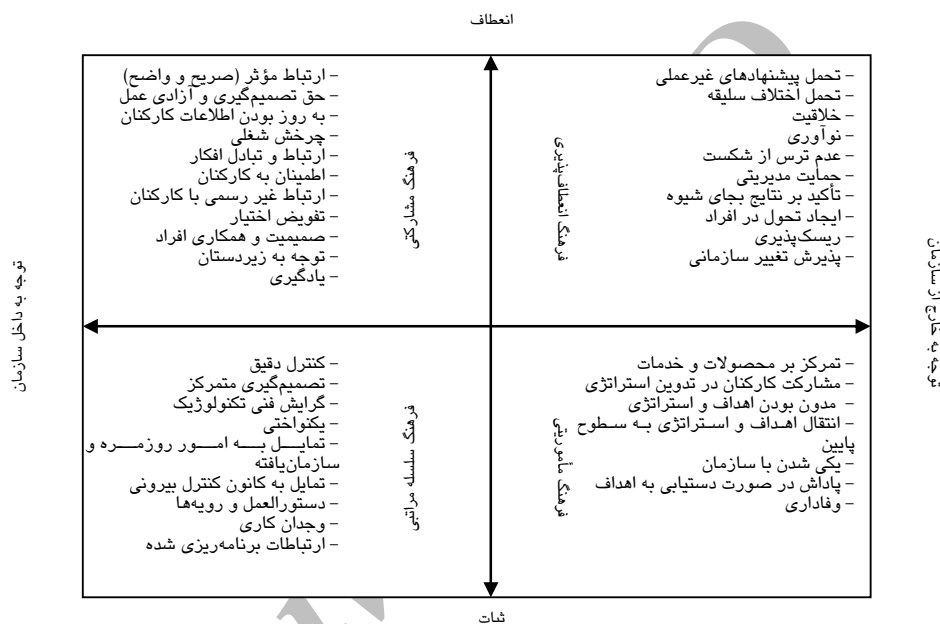 انعطاف
– تحمل پیشنهادهای غیرعملی
– تحمل اختلاف سلیقه
– خلاقیت
– نوآوری
– عدم ترس از شکست
– حمایت مدیریتی
– تأکید بر نتایج بجای شیوه
– ایجاد تحول در افراد
– ریسک‌پذیری
– پذیرش تغییر سازمانی
فرهنگ انعطاف‌پذیری
– ارتباط مؤثر (صریح و واضح)
– حق تصمیم‌گیری و آزادی عمل
– به روز بودن اطلاعات کارکنان
– چرخش شغلی
– ارتباط و تبادل افکار
– اطمینان به کارکنان
– ارتباط غیر رسمی با کارکنان
– تفویض اختیار
– صمیمیت و همکاری افراد
– توجه به زیردستان
– یادگیری
فرهنگ مشارکتی
توجه به خارج از سازمان
توجه به داخل سازمان
– تمرکز بر محصولات و خدمات
– مشارکت کارکنان در تدوین استراتژی
– مدون بودن اهداف و استراتژی
– انتقال اهداف و استراتژی به سطوح
پایین
– یکی شدن با سازمان
– پاداش در صورت دستیابی به اهداف
– وفاداری
فرهنگ مأموریتی
– کنترل دقیق
– تصمیم‌گیری متمرکز
– گرایش فنی تکنولوژیک
– یکنواختی
– تمایل به امور روزمره و
سازمان‌یافته
– تمایل به کانون کنترل بیرونی
– دستورالعمل و رویه‌ها
– وجدان کاری
– ارتباطات برنامه‌ریزی شده
فرهنگ سلسله مراتبی
ثبات